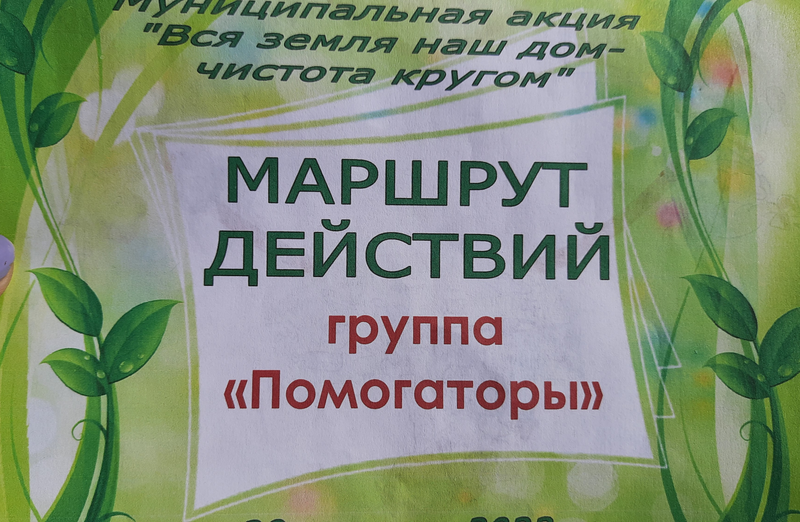 Муниципальная акция
"Вся земля наш дом-
чистота кругом"
МАРШРУТ
ДЕЙСТВИЙ
группа
«Помогаторы»